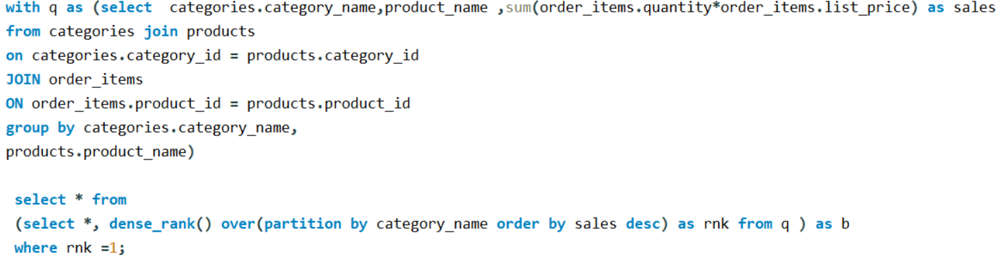 with q as (select  categories.category_name,product_name ,sum(order_items.quantity*order_items.list_price) as sales
from categories join products
on categories.category_id = products.category_id
JOIN order_items
ON order_items.product_id = products.product_id
group by categories.category_name,
products.product_name)
select * from
(select *, dense_rank() over(partition by category_name order by sales desc) as rnk from q ) as b
where rnk =1;